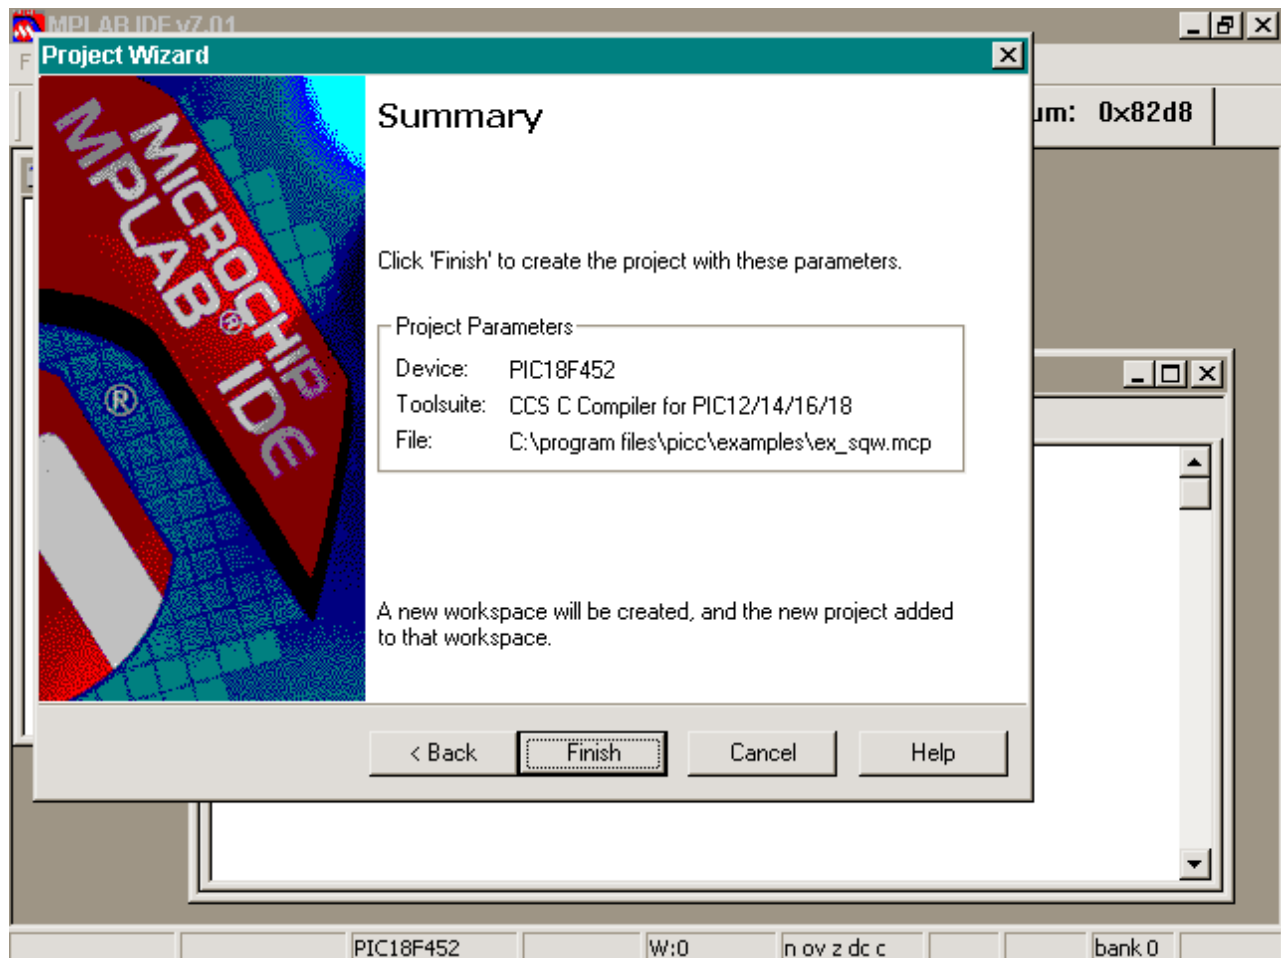 MPLAB IDE v7.01
Project Wizard
F
Summary
um: 0x82d8
MICROCHIP
MPLAB® IDE
®
Click 'Finish' to create the project with these parameters.
Project Parameters
Device: PIC18F452
Toolsuite: CCS C Compiler for PIC12/14/16/18
File: C:\program files\picc\examples\ex_sqw.mcp
A new workspace will be created, and the new project added
to that workspace.
< Back Finish Cancel Help
PIC18F452 W:0 n ov z dc c bank 0